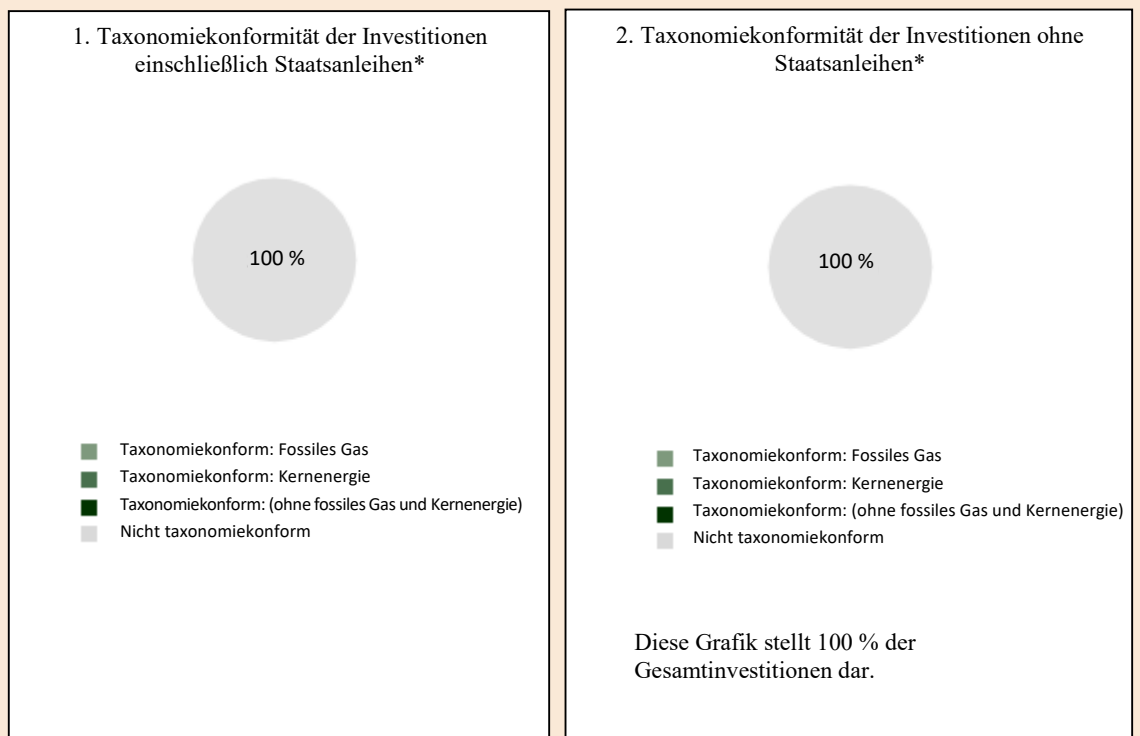 1. Taxonomiekonformität der Investitionen
einschließlich Staatsanleihen*
100 %
Taxonomiekonform: Fossiles Gas
Taxonomiekonform: Kernenergie
Taxonomiekonform: (ohne fossiles Gas und Kernenergie)
Nicht taxonomiekonform
2. Taxonomiekonformität der Investitionen ohne
Staatsanleihen*
100 %
Taxonomiekonform: Fossiles Gas
Taxonomiekonform: Kernenergie
Taxonomiekonform: (ohne fossiles Gas und Kernenergie)
Nicht taxonomiekonform
Diese Grafik stellt 100 % der
Gesamtinvestitionen dar.